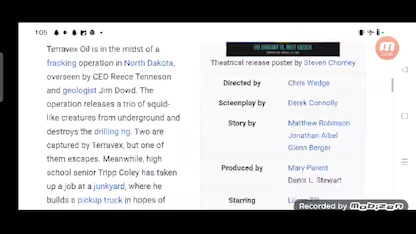 1:05
Terravex Oil is in the midst of a
fracking operation in North Dakota,
overseen by CEO Reece Tenneson
and geologist Jim Dowd. The
operation releases a trio of squid-
like creatures from underground and
destroys the drilling rig. Two are
captured by Terravex, but one of
them escapes. Meanwhile, high
school senior Tripp Coley has taken
up a job at a junkyard, where he
builds a pickup truck in hopes of
Theatrical release poster by Steven Chorney
Directed by Chris Wedge
Screenplay by Derek Connolly
Story by Matthew Robinson
Jonathan Aibel
Glenn Berger
Produced by Mary Parent
Denis L. Stewart
Starring
Recorded by Mobizen